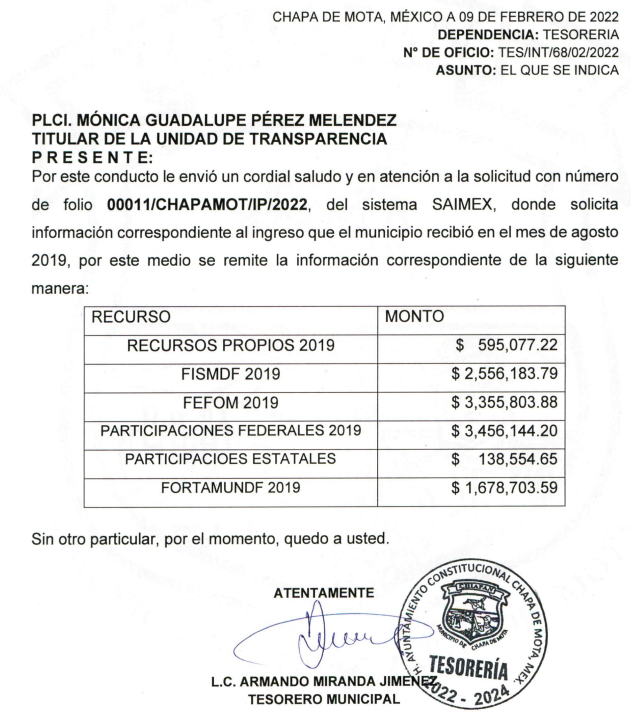 CHAPA DE MOTA, MÉXICO A 09 DE FEBRERO DE 2022
DEPENDENCIA: TESORERIA
N° DE OFICIO: TES/INT/68/02/2022
ASUNTO: EL QUE SE INDICA
PLCI. MÓNICA GUADALUPE PÉREZ MELENDEZ
TITULAR DE LA UNIDAD DE TRANSPARENCIA
P R E S E N T E:
Por este conducto le envió un cordial saludo y en atención a la solicitud con número
de folio 00011/CHAPAMOT/IP/2022, del sistema SAIMEX, donde solicita
información correspondiente al ingreso que el municipio recibió en el mes de agosto
2019, por este medio se remite la información correspondiente de la siguiente
manera:
RECURSO MONTO
RECURSOS PROPIOS 2019 $ 595,077.22
FISMDF 2019 $ 2,556,183.79
FEFOM 2019 $ 3,355,803.88
PARTICIPACIONES FEDERALES 2019 $ 3,456,144.20
PARTICIPACIOES ESTATALES $ 138,554.65
FORTAMUNDF 2019 $ 1,678,703.59
Sin otro particular, por el momento, quedo a usted.
ATENTAMENTE
L.C. ARMANDO MIRANDA JIMENEZ
TESORERO MUNICIPAL
H. AYUNTAMIENTO CONSTITUCIONAL CHAPA DE MOTA, MEX.
MUNICIPIO DE CHAPA DE MOTA
TESORERÍA
2022 - 2024